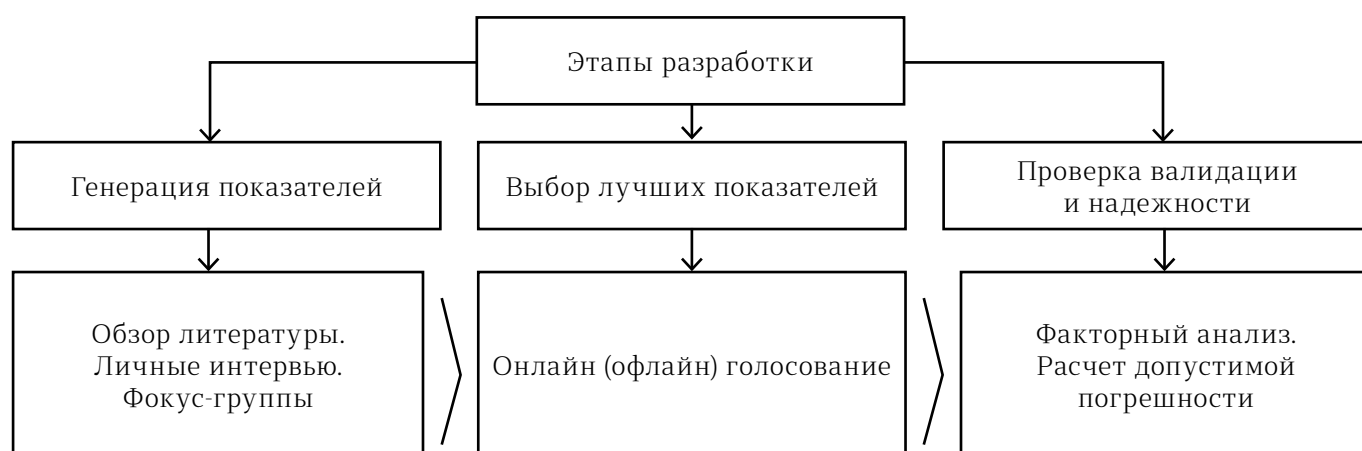 Этапы разработки
Генерация показателей
Выбор лучших показателей
Проверка валидации
и надежности
Обзор литературы.
Личные интервью.
Фокус-группы
Онлайн (офлайн) голосование
Факторный анализ.
Расчет допустимой
погрешности